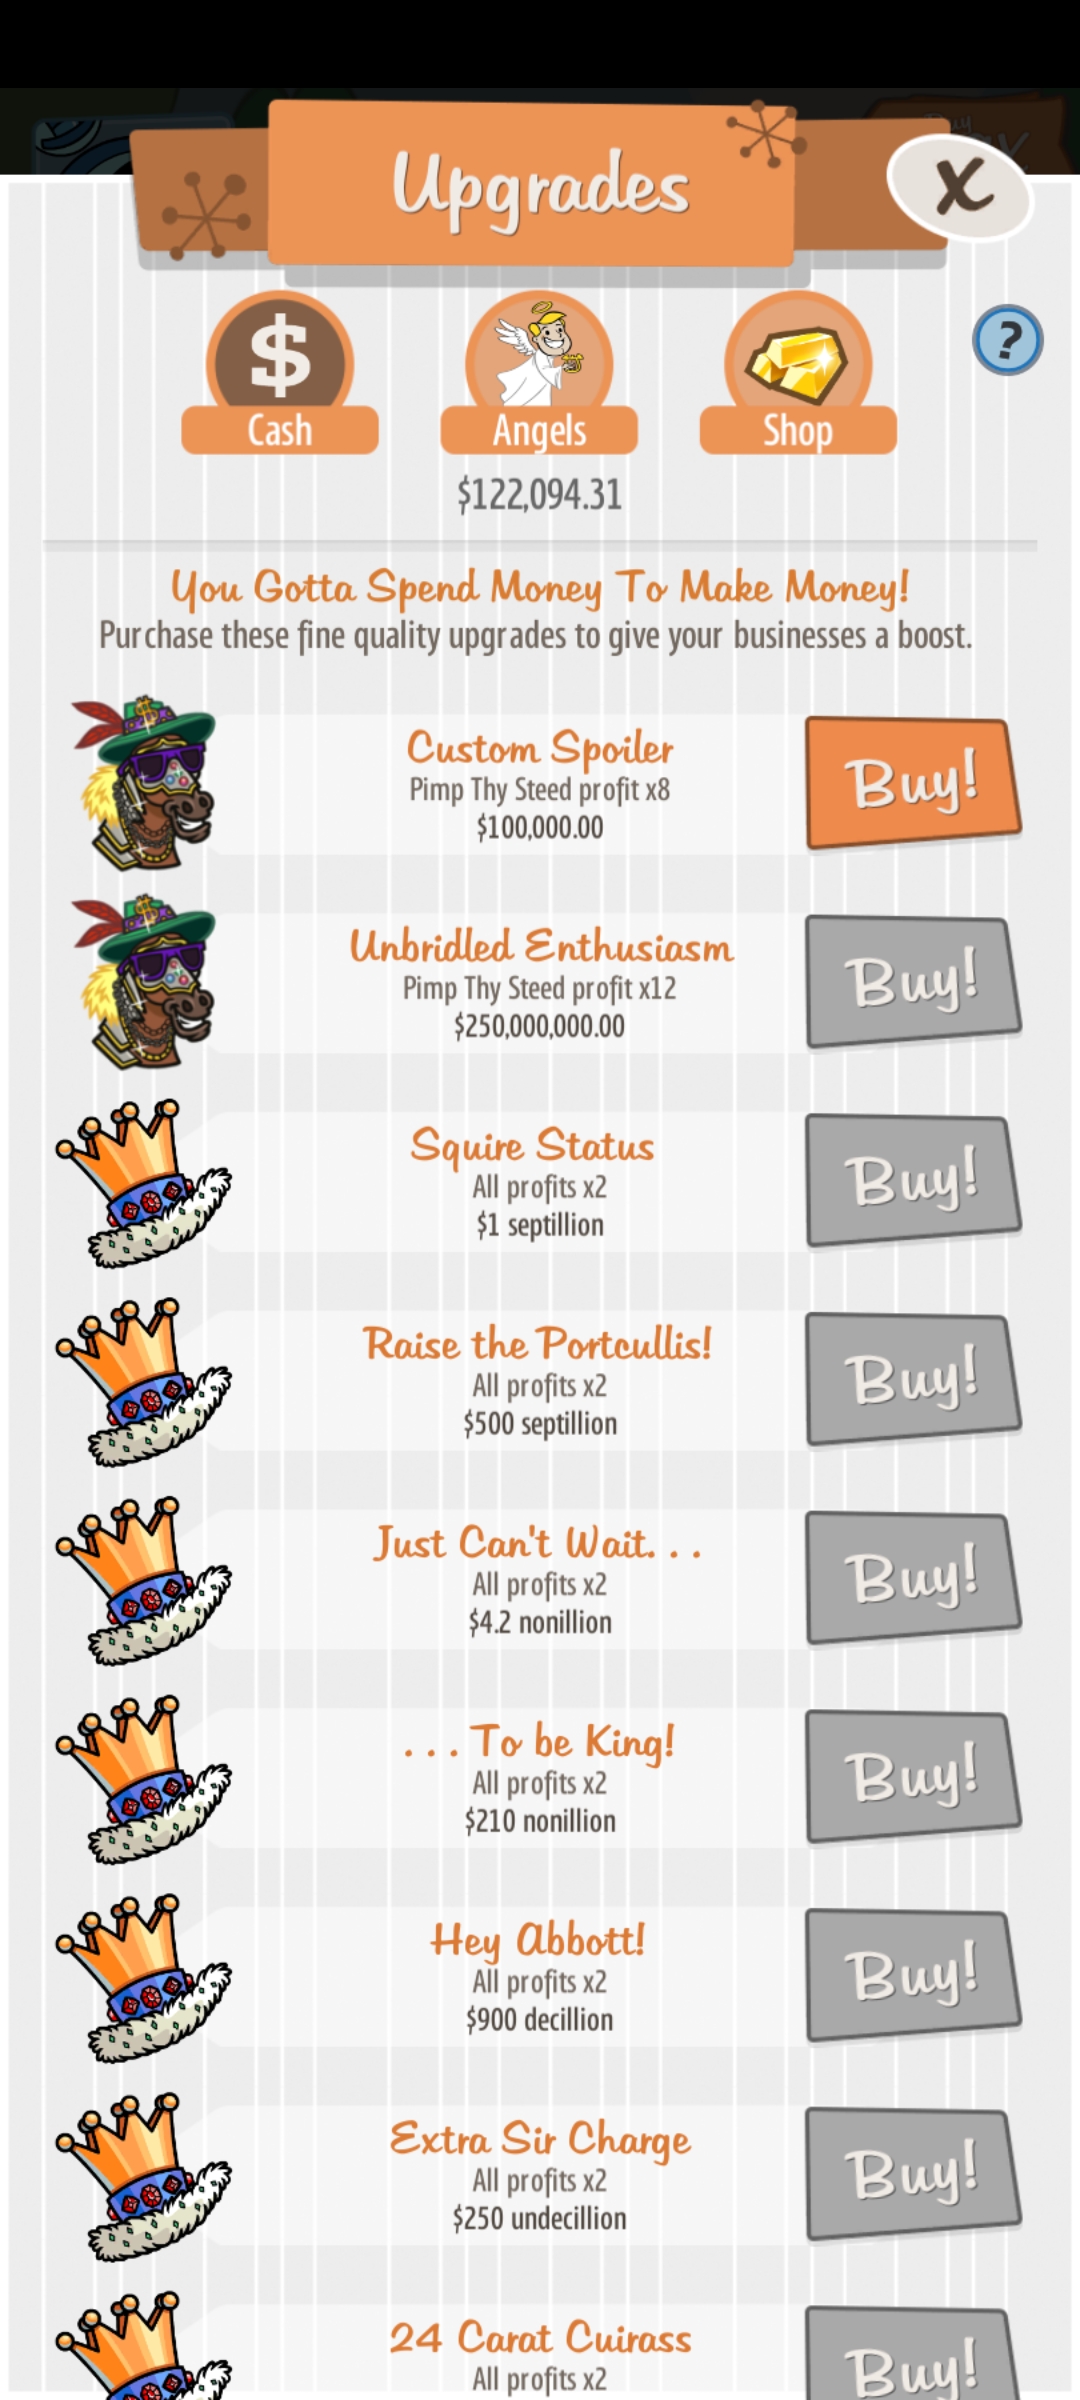 Upgrades
X
$
Cash
Angels
Shop
?
$122,094.31
You Gotta Spend Money To Make Money!
Purchase these fine quality upgrades to give your businesses a boost.
Custom Spoiler
Pimp Thy Steed profit x8
$100,000.00
Buy!
Unbridled Enthusiasm
Pimp Thy Steed profit x12
$250,000,000.00
Buy!
Squire Status
All profits x2
$1 septillion
Buy!
Raise the Portcullis!
All profits x2
$500 septillion
Buy!
Just Can't Wait. . .
All profits x2
$4.2 nonillion
Buy!
. . . To be King!
All profits x2
$210 nonillion
Buy!
Hey Abbott!
All profits x2
$900 decillion
Buy!
Extra Sir Charge
All profits x2
$250 undecillion
Buy!
24 Carat Cuirass
All profits x2
Buy!